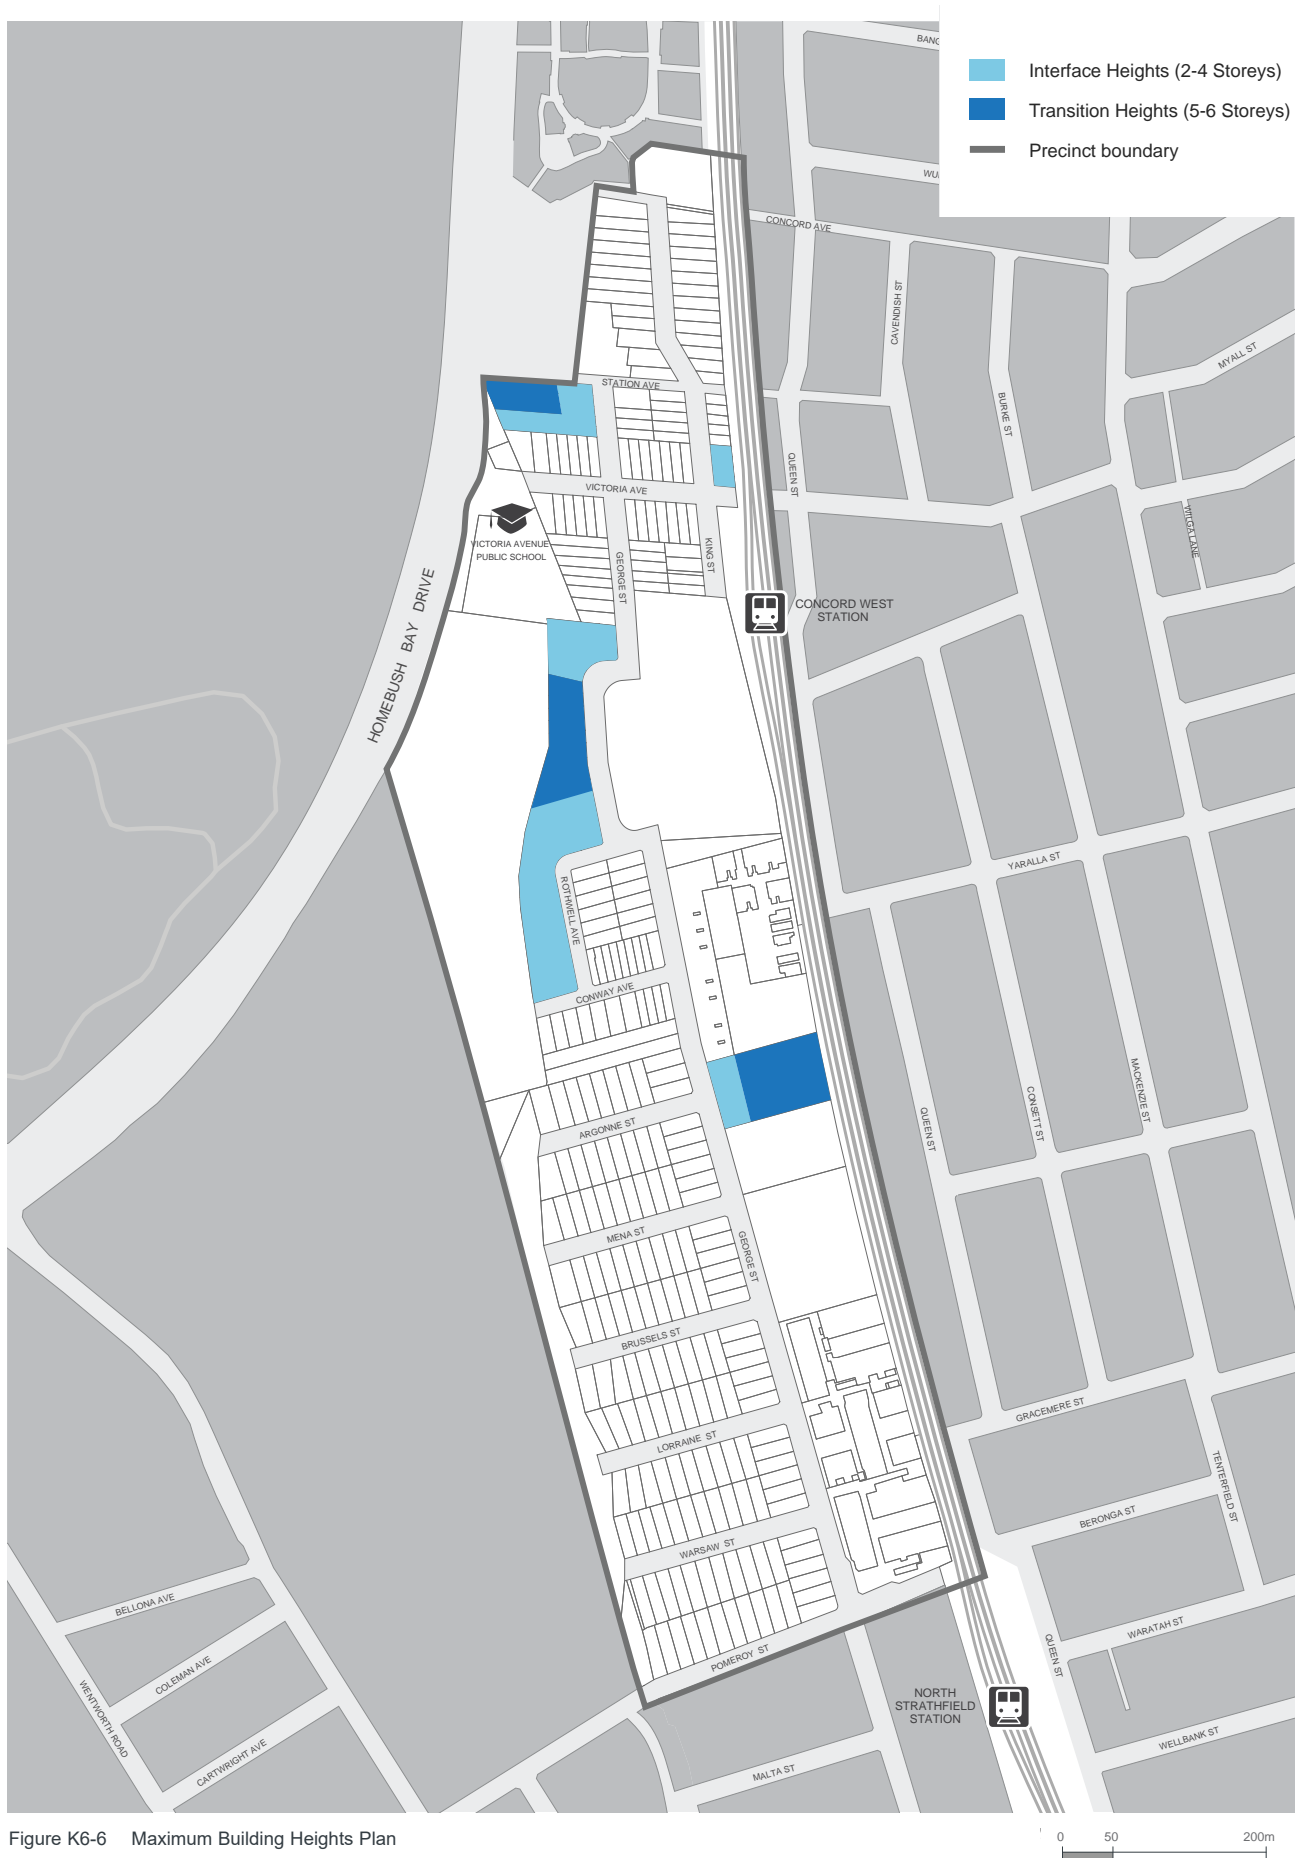 BANG
Interface Heights (2-4 Storeys)
Transition Heights (5-6 Storeys)
Precinct boundary
WU
CONCORD AVE
CAVENDISH ST
MYALL ST
STATION AVE
BURKE ST
QUEEN ST
VICTORIA AVE
WILGA LANE
VICTORIA AVENUE
PUBLIC SCHOOL
KING ST
GEORGE ST
HOMEBUSH BAY DRIVE
CONCORD WEST
STATION
YARALLA ST
ROTHWELL AVE
CONWAY AVE
MACKENZIE ST
CONSETT ST
QUEEN ST
ARGONNE ST
MENA ST
GEORGE ST
BRUSSELS ST
GRACEMERE ST
LORRAINE ST
TENTERFIELD ST
BERONGA ST
WARSAW ST
BELLONA AVE
WARATAH ST
QUEEN ST
POMEROY ST
COLEMAN AVE
WENTWORTH ROAD
NORTH
STRATHFIELD
STATION
WELLBANK ST
CARTWRIGHT AVE
MALTA ST
Figure K6-6 Maximum Building Heights Plan
0 50 200m